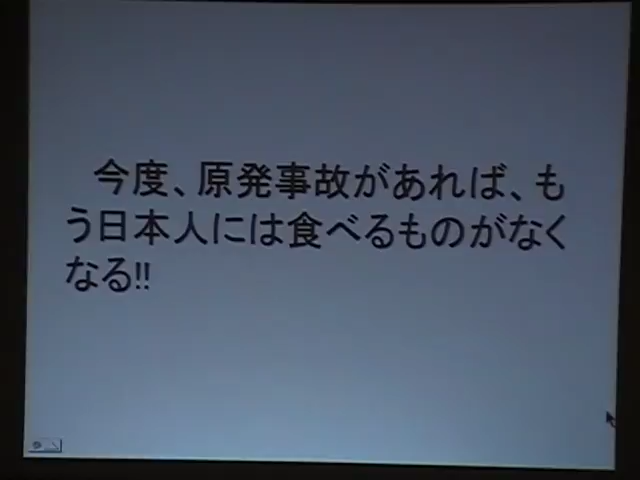 今度、原発事故があれば、も
う日本人には食べるものがなく
なる!!